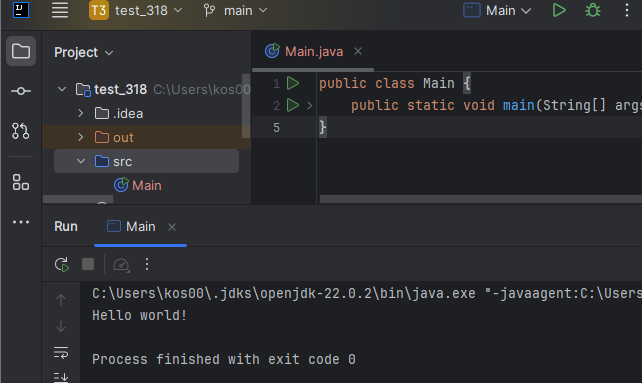 IJ T3 test_318 main Main
Project
Main.java
test_318 C:\Users\kos00
.idea
out
src
Main
1 public class Main {
2 public static void main(String[] args
5 }
Run Main
C:\Users\kos00\.jdks\openjdk-22.0.2\bin\java.exe "-javaagent:C:\Users
Hello world!
Process finished with exit code 0